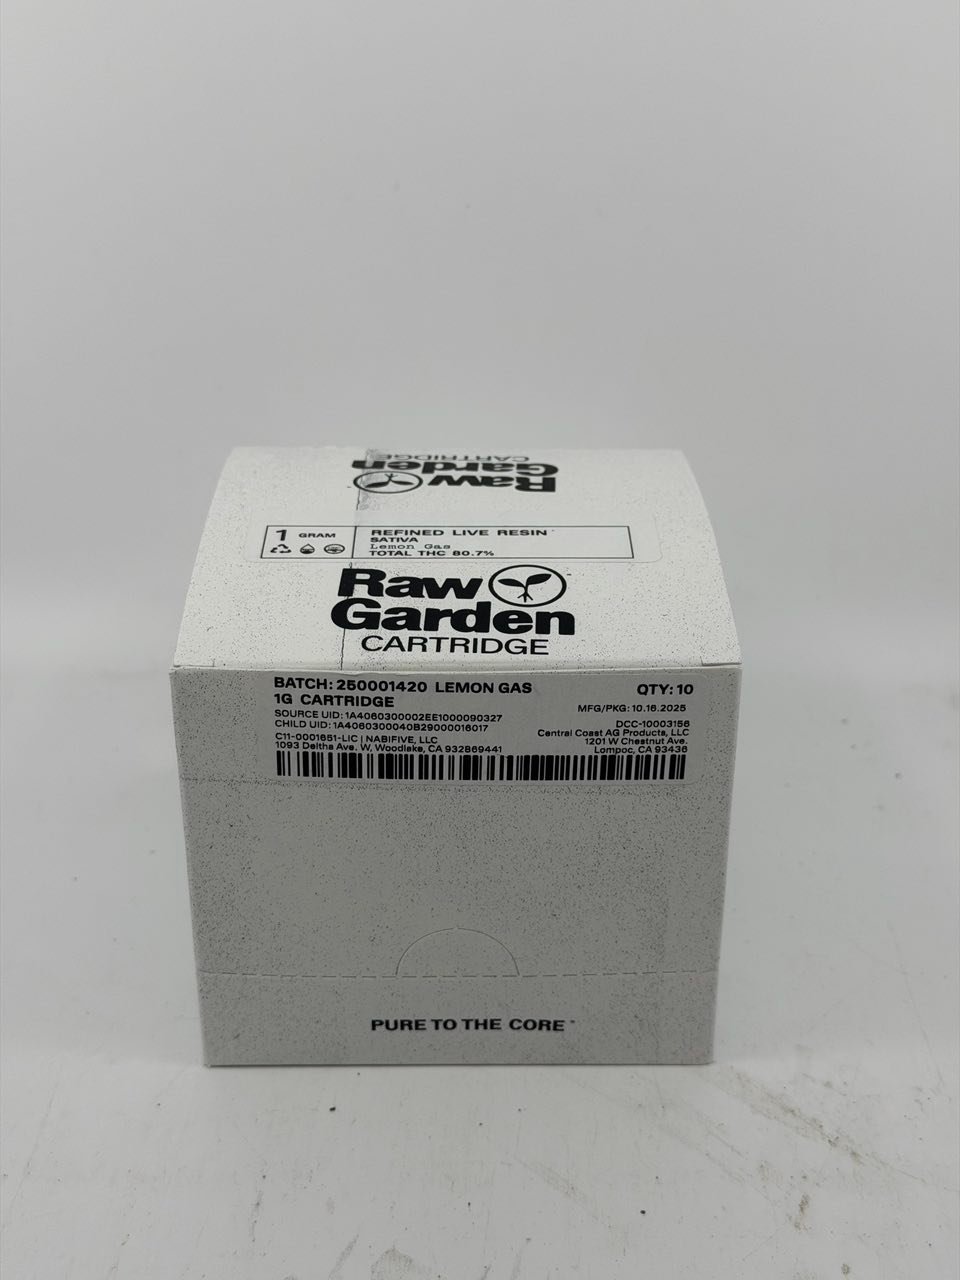 Raw
Garden
CARTRIDGE
1 GRAM
REFINED LIVE RESIN™
SATIVA
Lemon Gas
TOTAL THC 80.7%
Raw
Garden
CARTRIDGE
BATCH: 250001420 LEMON GAS
1G CARTRIDGE
QTY: 10
MFG/PKG: 10.16.2025
SOURCE UID: 1A4060300002EE1000090327
CHILD UID: 1A4060300040B29000016017
C11-0001651-LIC | NABIFIVE, LLC
1093 Deltha Ave. W, Woodlake, CA 932869441
DCC-10003156
Central Coast AG Products, LLC
1201 W Chestnut Ave.
Lompoc, CA 93436
PURE TO THE CORE™